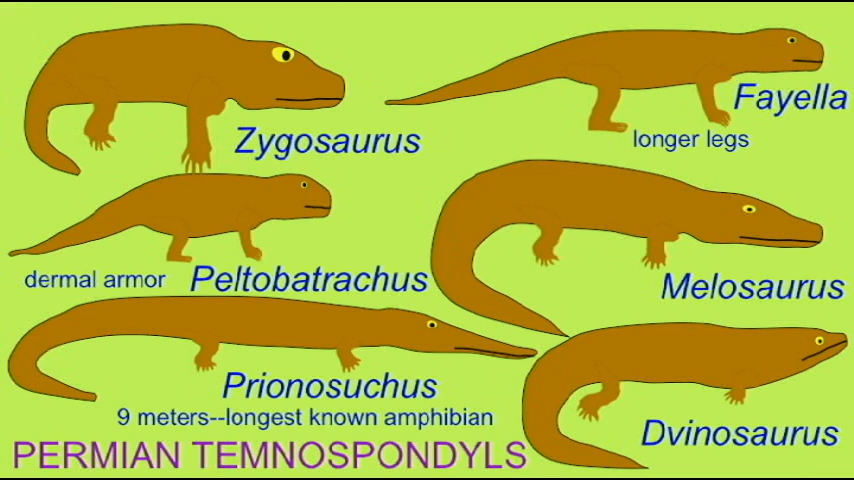 Zygosaurus
Fayella
longer legs
dermal armor
Peltobatrachus
Melosaurus
Prionosuchus
9 meters--longest known amphibian
Dvinosaurus
PERMIAN TEMNOSPONDYLS